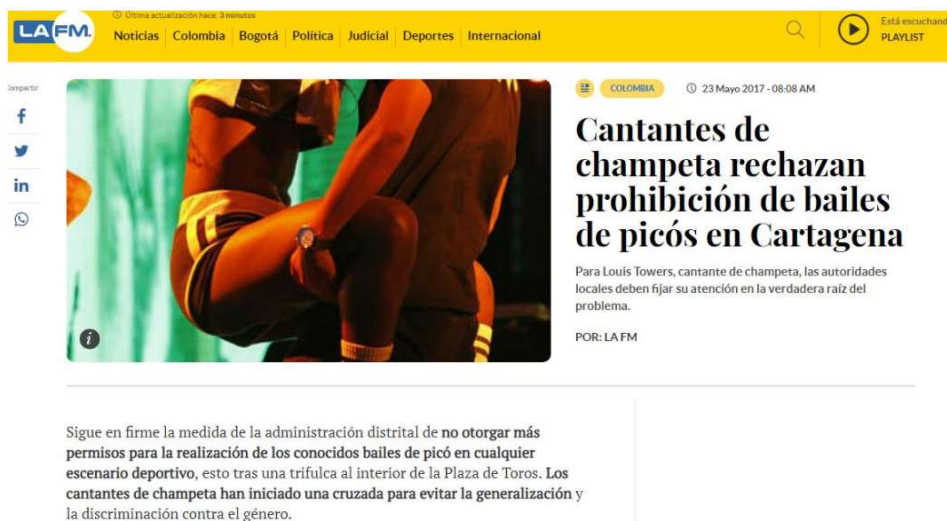 Última actualización hace: 3 minutos
LA FM.
Noticias Colombia Bogotá Política Judicial Deportes Internacional
Está escuchand
PLAYLIST
Compartir
COLOMBIA
23 Mayo 2017 - 08:08 AM
Cantantes de
champeta rechazan
prohibición de bailes
de picós en Cartagena
Para Louis Towers, cantante de champeta, las autoridades
locales deben fijar su atención en la verdadera raíz del
problema.
POR: LA FM
Sigue en firme la medida de la administración distrital de no otorgar más
permisos para la realización de los conocidos bailes de picó en cualquier
escenario deportivo, esto tras una trifulca al interior de la Plaza de Toros. Los
cantantes de champeta han iniciado una cruzada para evitar la generalización y
la discriminación contra el género.